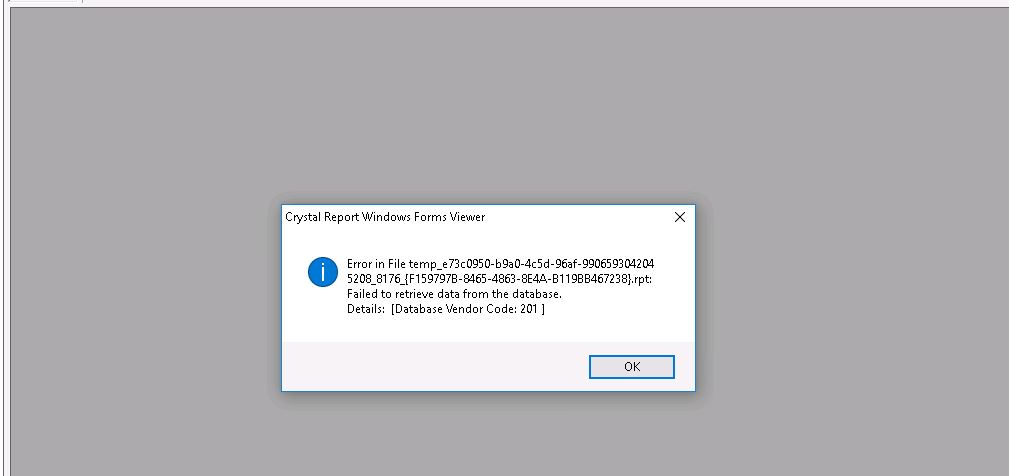 Crystal Report Windows Forms Viewer
Error in File temp_e73c0950-b9a0-4c5d-96af-990659304204
5208_8176_{F159797B-8465-4863-8E4A-B119BB467238}.rpt:
Failed to retrieve data from the database.
Details:  [Database Vendor Code: 201 ]
OK